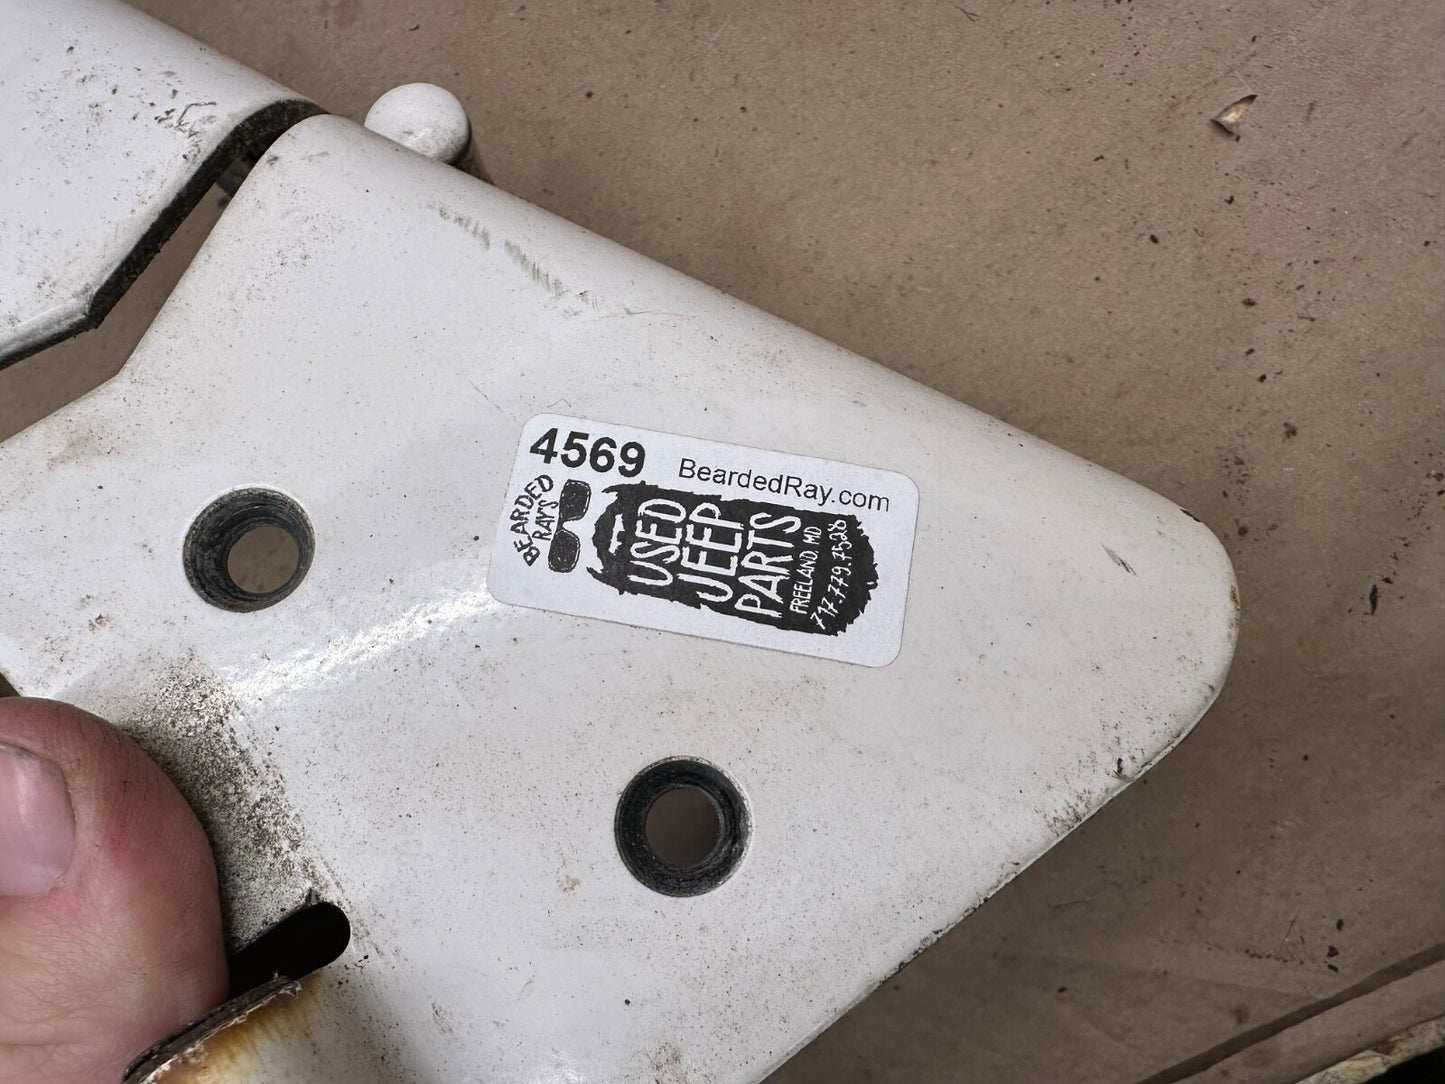 4569
BeardedRay.com
BEARDED
RAY'S
USED
JEEP
PARTS
FREELAND, MD
717.779.7528